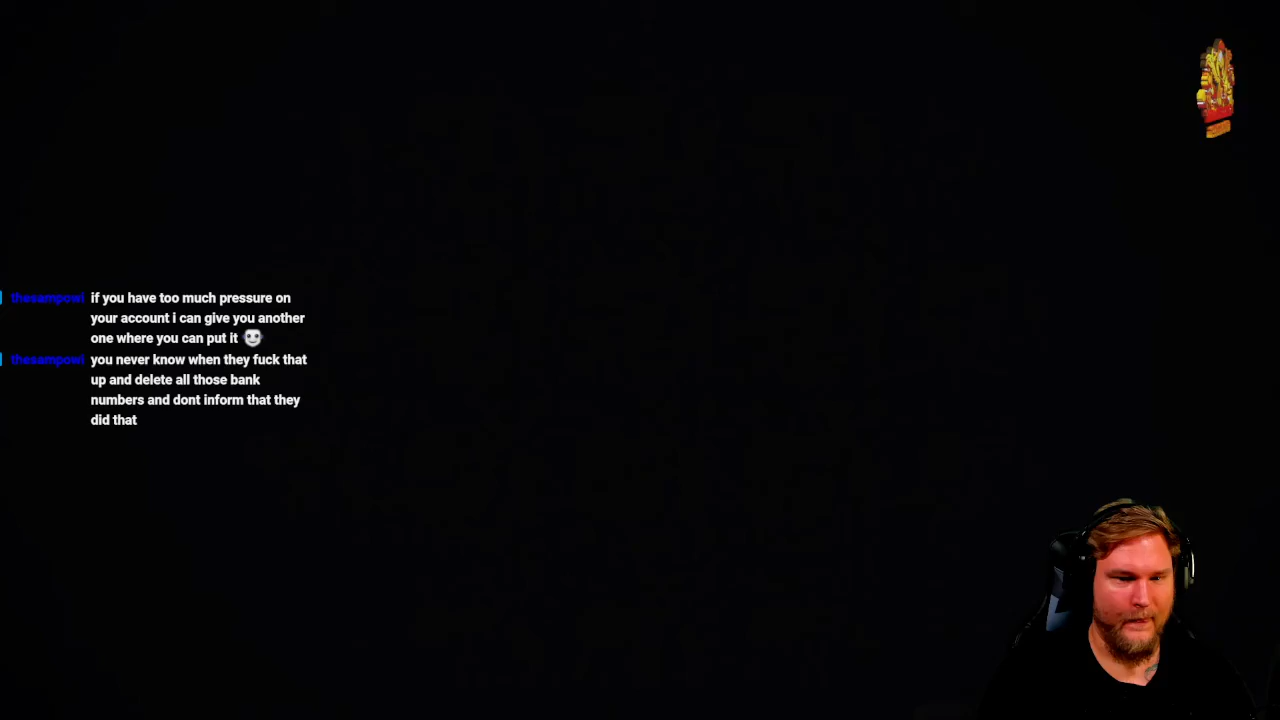 thesampowl if you have too much pressure on
your account i can give you another
one where you can put it
thesampowl you never know when they fuck that
up and delete all those bank
numbers and dont inform that they
did that